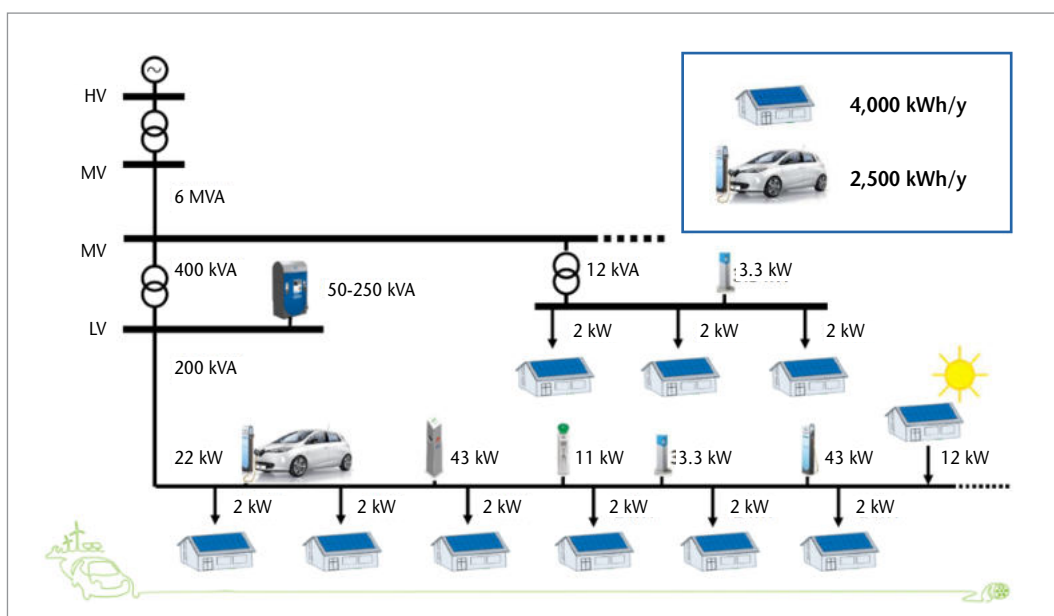 HV
MV
6 MVA
MV
400 kVA
50-250 kVA
12 kVA
3.3 kW
LV
2 kW
2 kW
2 kW
200 kVA
22 kW
43 kW
11 kW
3.3 kW
43 kW
12 kW
2 kW
2 kW
2 kW
2 kW
2 kW
2 kW
4,000 kWh/y
2,500 kWh/y